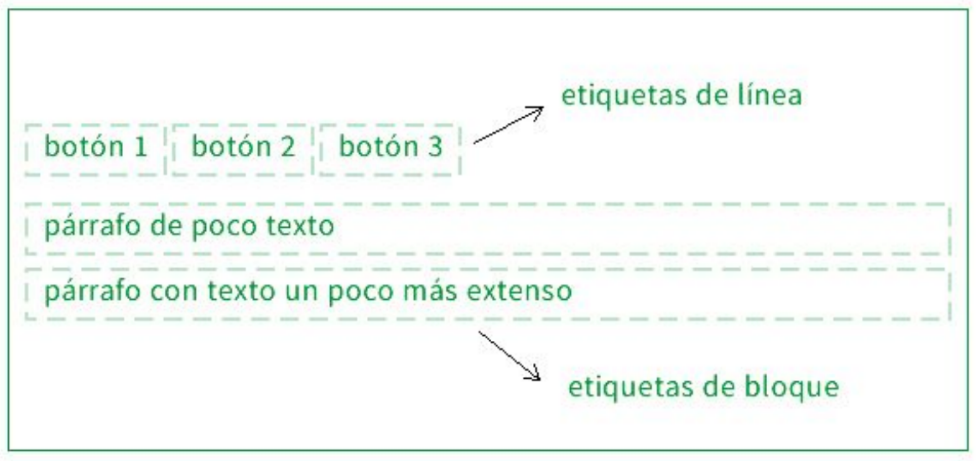 etiquetas de línea
botón 1 botón 2 botón 3
párrafo de poco texto
párrafo con texto un poco más extenso
etiquetas de bloque